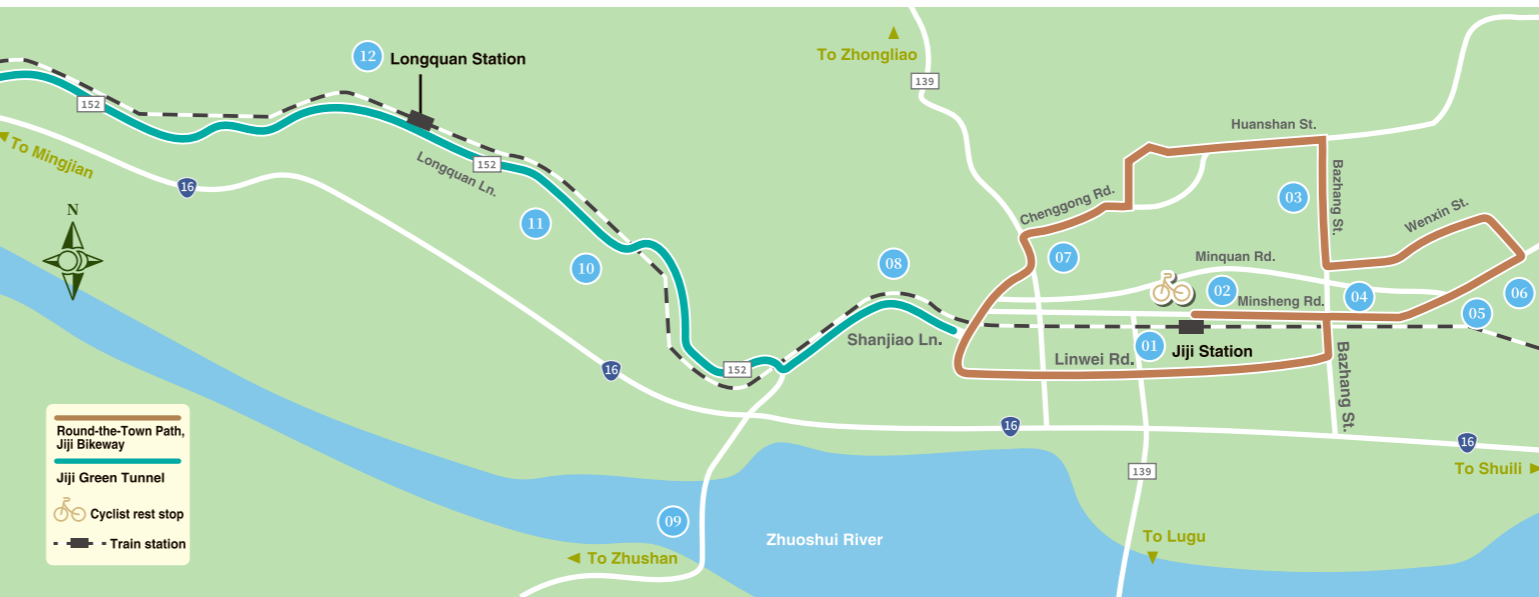 12
Longquan Station
To Zhongliao
139
152
Huanshan St.
To Mingjian
16
Longquan Ln.
152
Bazhang St.
03
Chenggong Rd.
Wenxin St.
N
11
10
08
07
Minquan Rd.
02
Minsheng Rd.
04
06
05
Shanjiao Ln.
01
Jiji Station
Linwei Rd.
Bazhang St.
152
16
16
16
Round-the-Town Path,
Jiji Bikeway
Jiji Green Tunnel
Cyclist rest stop
Train station
139
To Shuili
09
Zhuoshui River
To Zhushan
To Lugu